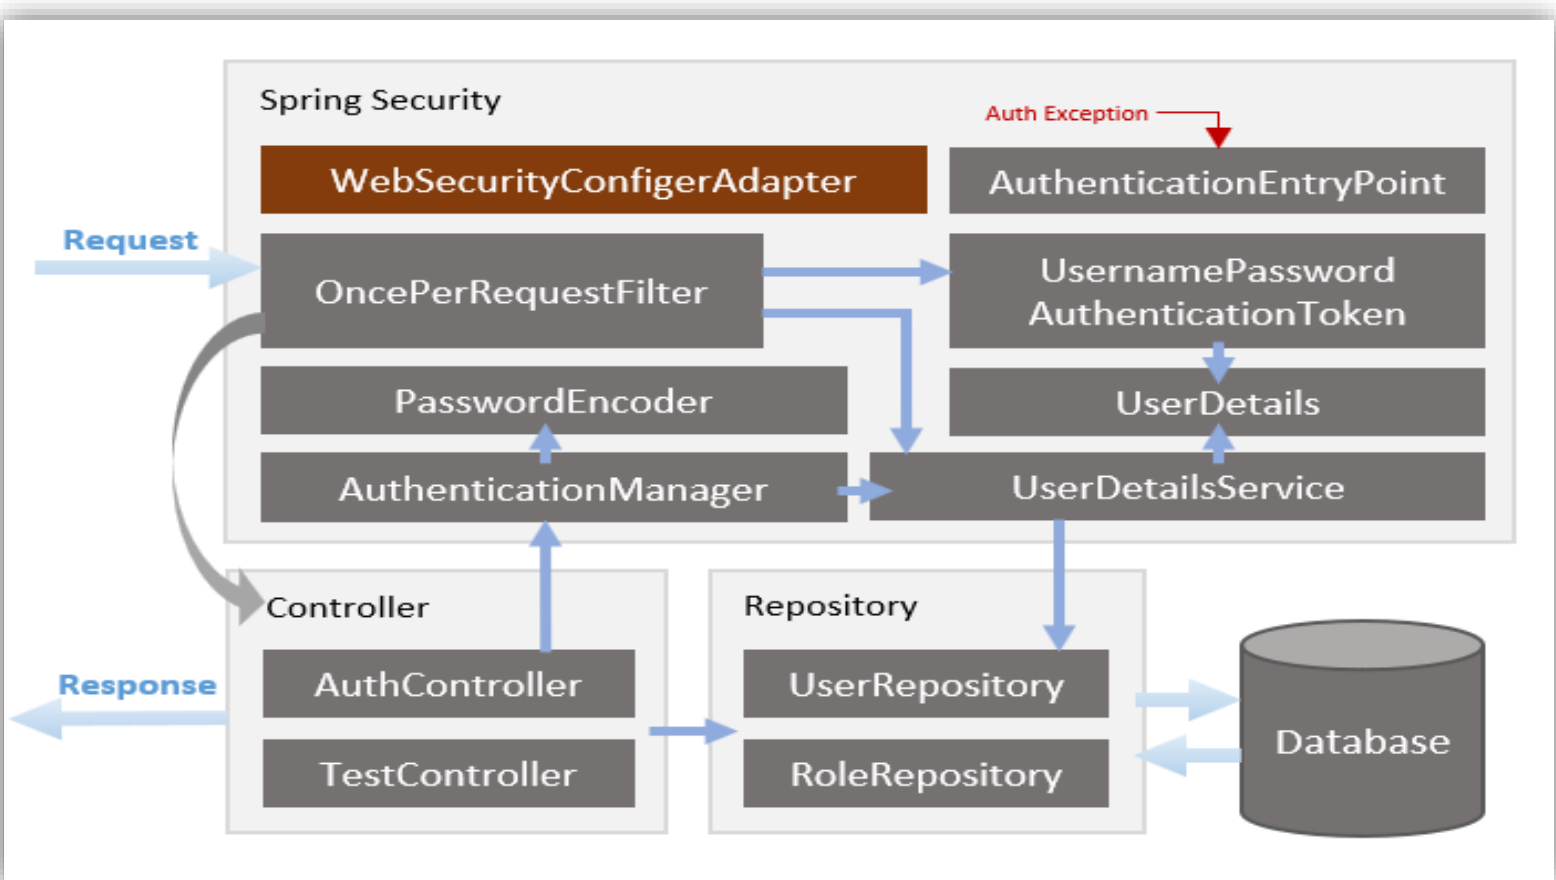 Spring Security
Auth Exception
WebSecurityConfigerAdapter
AuthenticationEntryPoint
Request
OncePerRequestFilter
UsernamePassword
AuthenticationToken
PasswordEncoder
UserDetails
AuthenticationManager
UserDetailsService
Controller
Repository
Response
AuthController
UserRepository
Database
TestController
RoleRepository